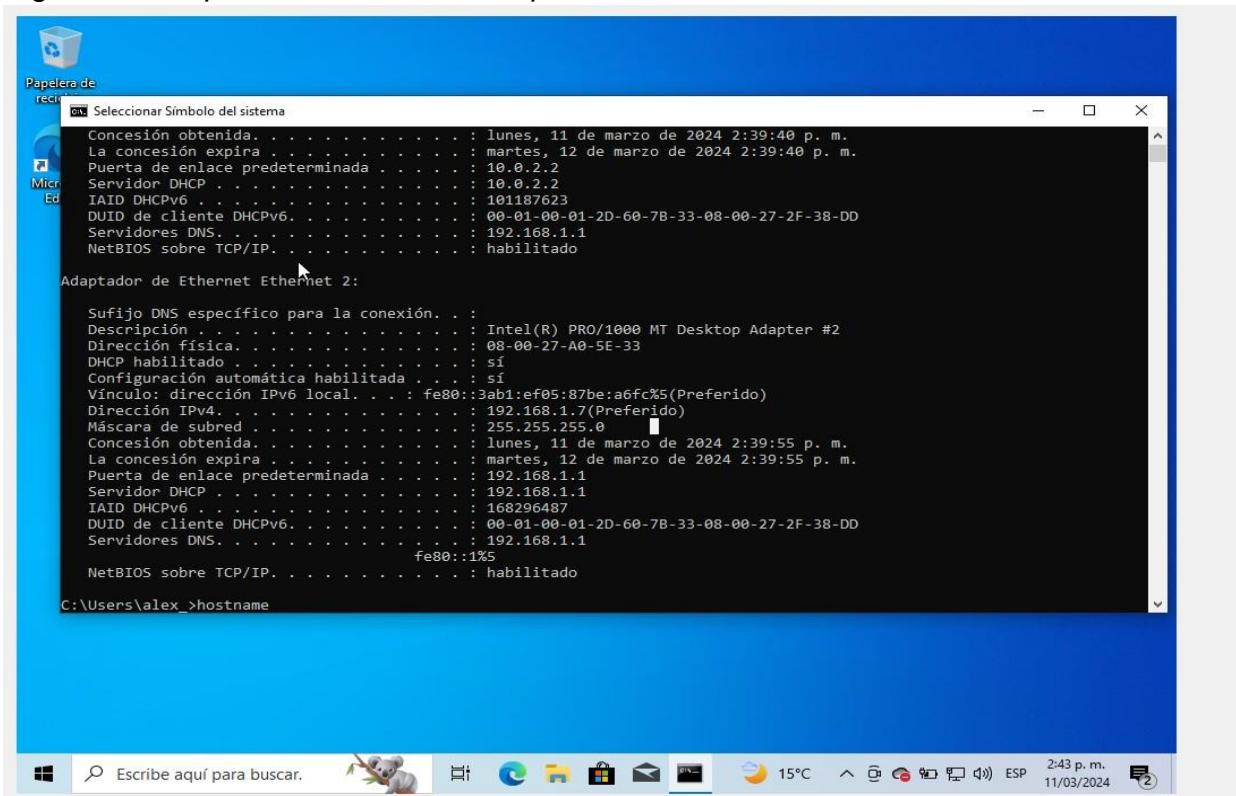 Papelera de
Seleccionar Símbolo del sistema
Concesión obtenida. . . . . . . . . . . . : lunes, 11 de marzo de 2024 2:39:40 p. m.
La concesión expira . . . . . . . . . . . : martes, 12 de marzo de 2024 2:39:40 p. m.
Puerta de enlace predeterminada . . . . . : 10.0.2.2
Servidor DHCP . . . . . . . . . . . . . . : 10.0.2.2
IAID DHCPv6 . . . . . . . . . . . . . . . : 101187623
DUID de cliente DHCPv6. . . . . . . . . . : 00-01-00-01-2D-60-7B-33-08-00-27-2F-38-DD
Servidores DNS. . . . . . . . . . . . . . : 192.168.1.1
NetBIOS sobre TCP/IP. . . . . . . . . . . : habilitado
Adaptador de Ethernet Ethernet 2:
Sufijo DNS específico para la conexión. . :
Descripción . . . . . . . . . . . . . . . : Intel(R) PRO/1000 MT Desktop Adapter #2
Dirección física. . . . . . . . . . . . . : 08-00-27-A0-5E-33
DHCP habilitado . . . . . . . . . . . . . : sí
Configuración automática habilitada . . . : sí
Vínculo: dirección IPv6 local. . . : fe80::3ab1:ef05:87be:a6fc%5(Preferido)
Dirección IPv4. . . . . . . . . . . . . . : 192.168.1.7(Preferido)
Máscara de subred . . . . . . . . . . . . : 255.255.255.0
Concesión obtenida. . . . . . . . . . . . : lunes, 11 de marzo de 2024 2:39:55 p. m.
La concesión expira . . . . . . . . . . . : martes, 12 de marzo de 2024 2:39:55 p. m.
Puerta de enlace predeterminada . . . . . : 192.168.1.1
Servidor DHCP . . . . . . . . . . . . . . : 192.168.1.1
IAID DHCPv6 . . . . . . . . . . . . . . . : 168296487
DUID de cliente DHCPv6. . . . . . . . . . : 00-01-00-01-2D-60-7B-33-08-00-27-2F-38-DD
Servidores DNS. . . . . . . . . . . . . . : 192.168.1.1
fe80::1%5
NetBIOS sobre TCP/IP. . . . . . . . . . . : habilitado
C:\Users\alex_>hostname
Escribe aquí para buscar.
15°C
ESP
2:43 p. m.
11/03/2024
2